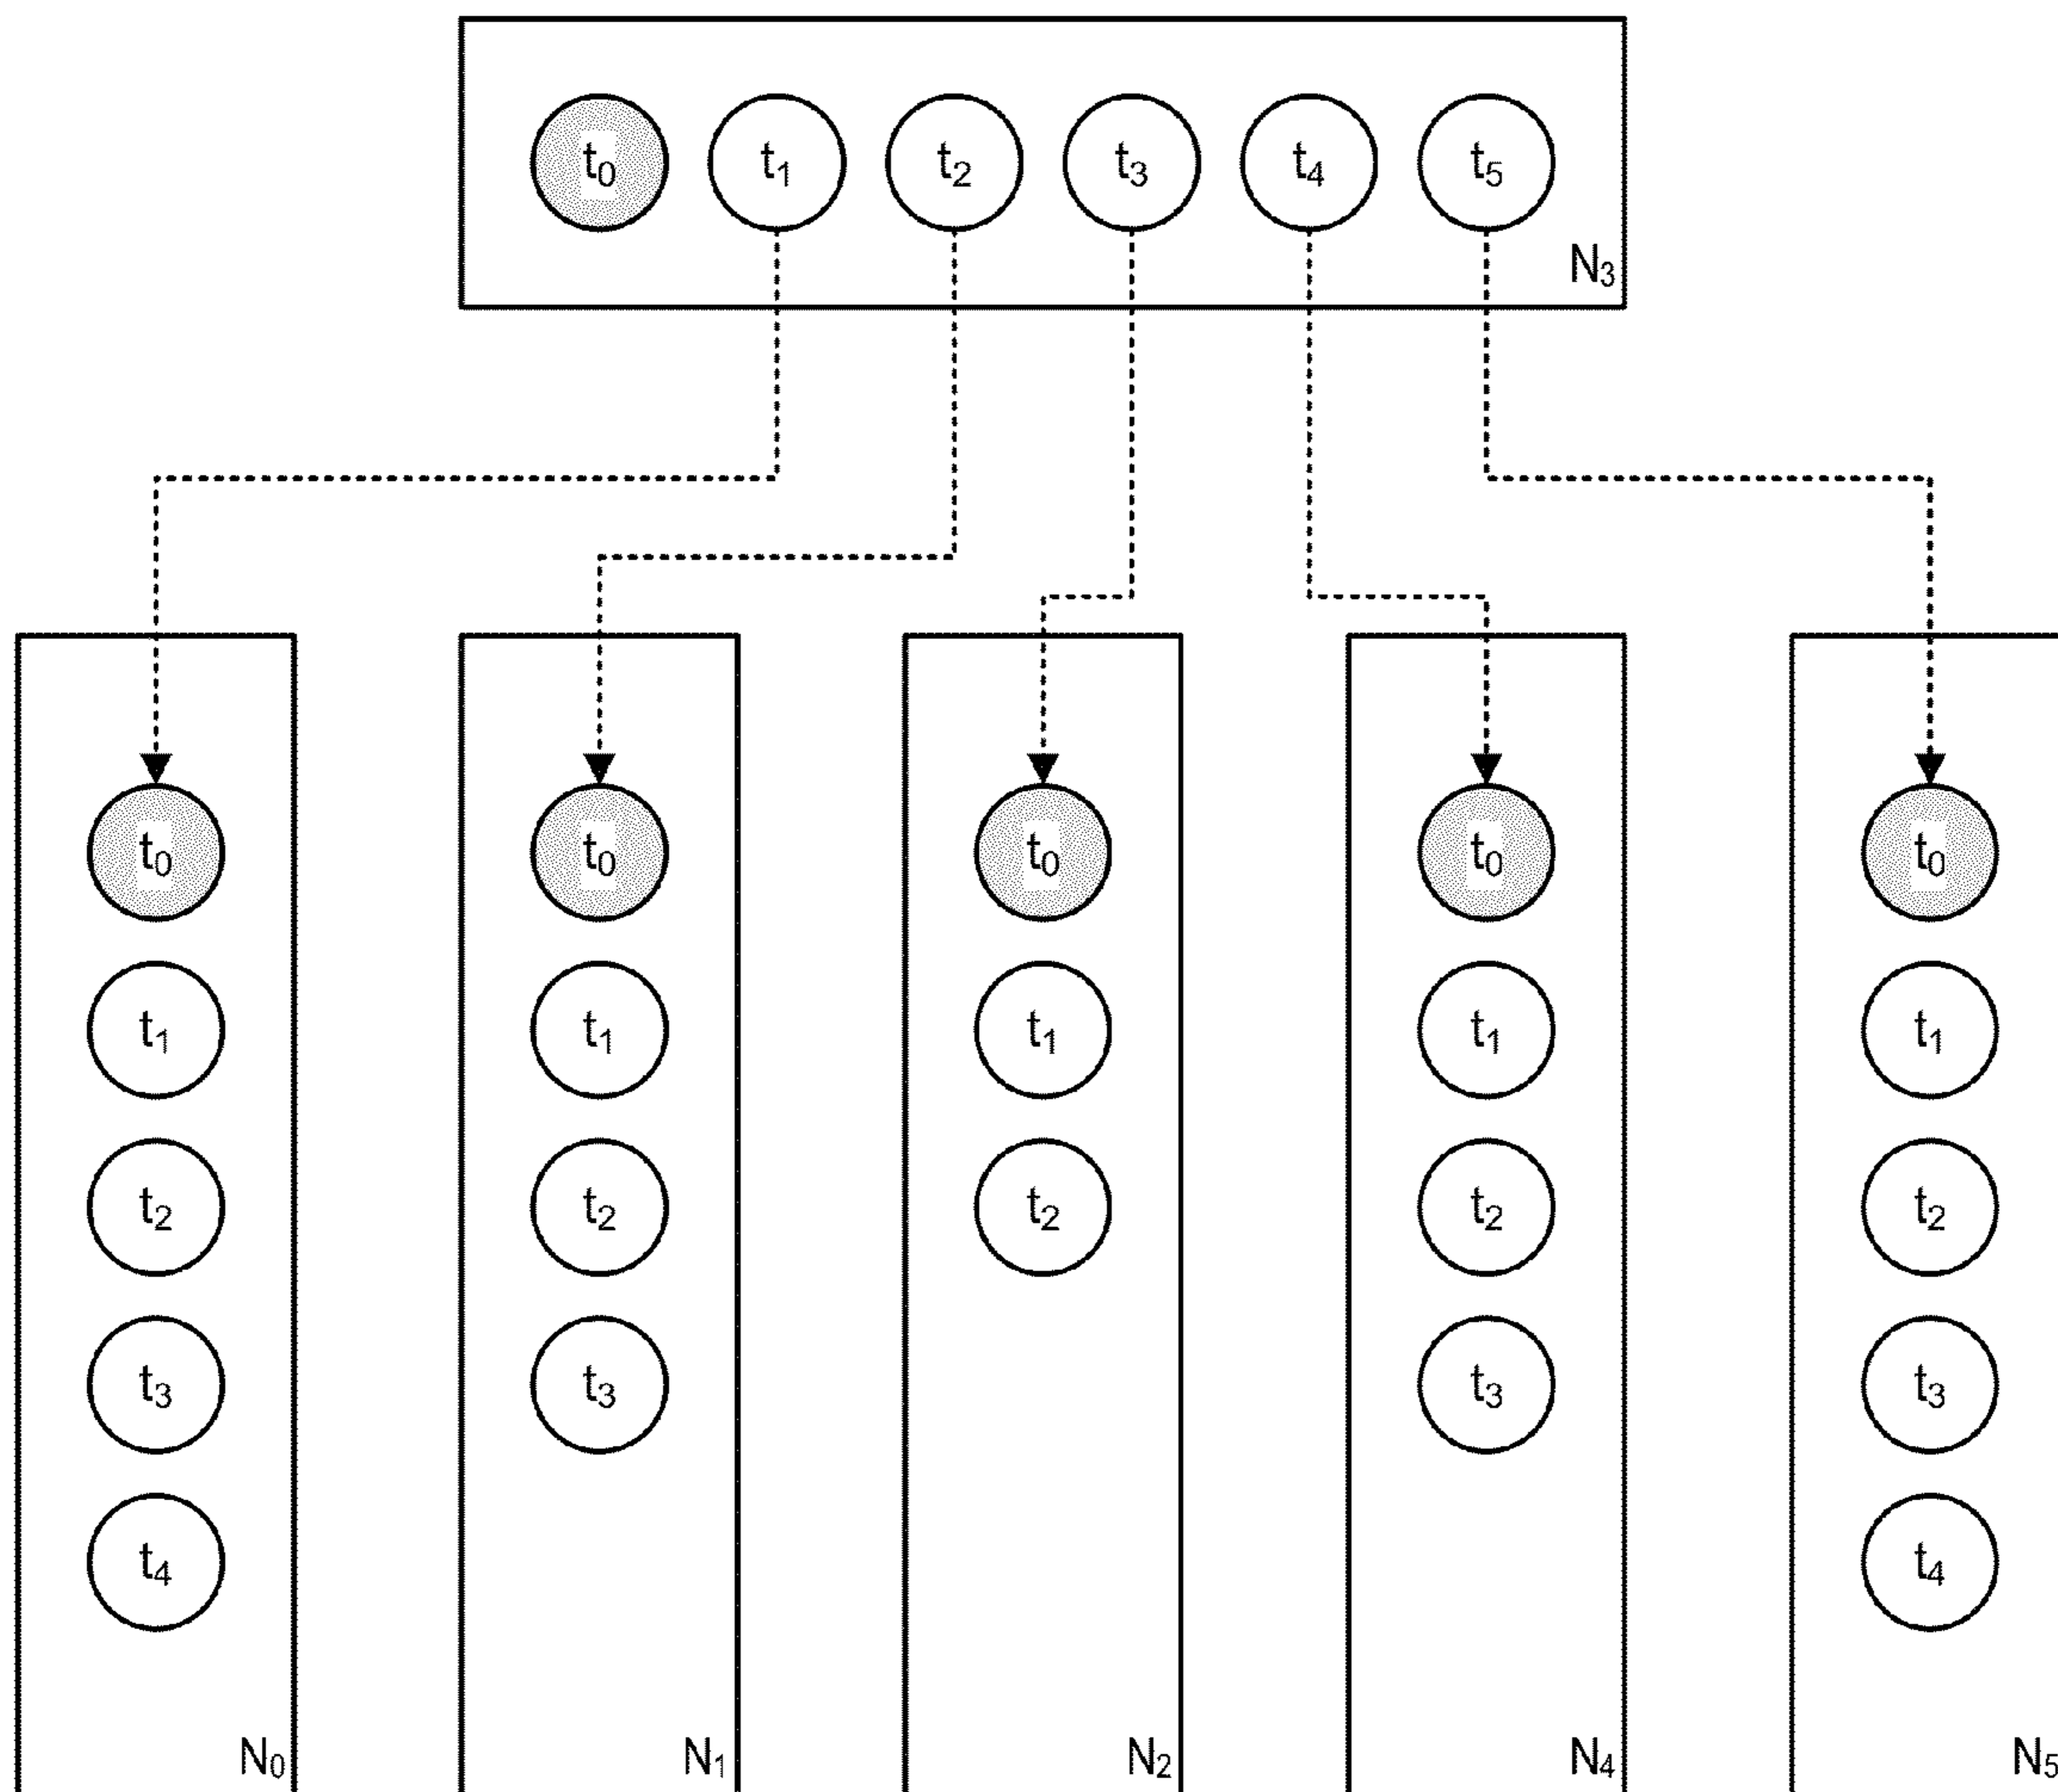 t₀ t₁ t₂ t₃ t₄ t₅
N₃
t₀ t₀ t₀ t₀ t₀
t₁ t₁ t₁ t₁ t₁
t₂ t₂ t₂ t₂ t₂
t₃ t₃ t₃ t₃
t₄ t₄
N₀ N₁ N₂ N₄ N₅